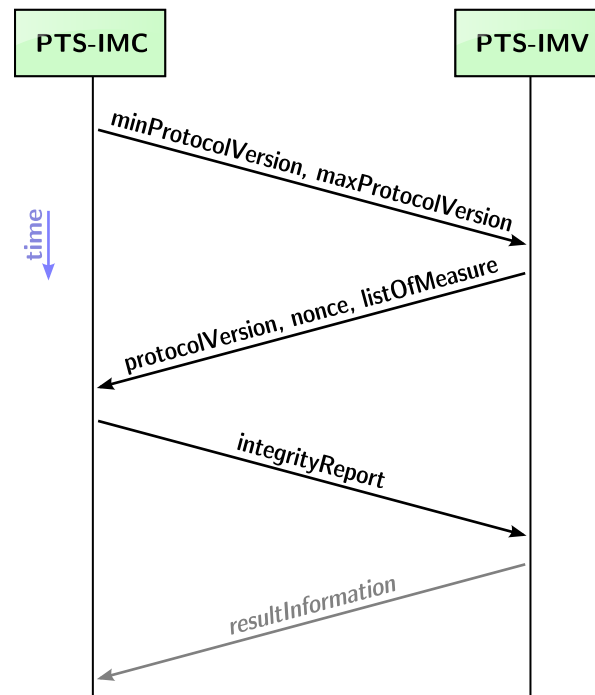 PTS-IMC
PTS-IMV
minProtocolVersion, maxProtocolVersion
time
protocolVersion, nonce, listOfMeasure
integrityReport
resultInformation